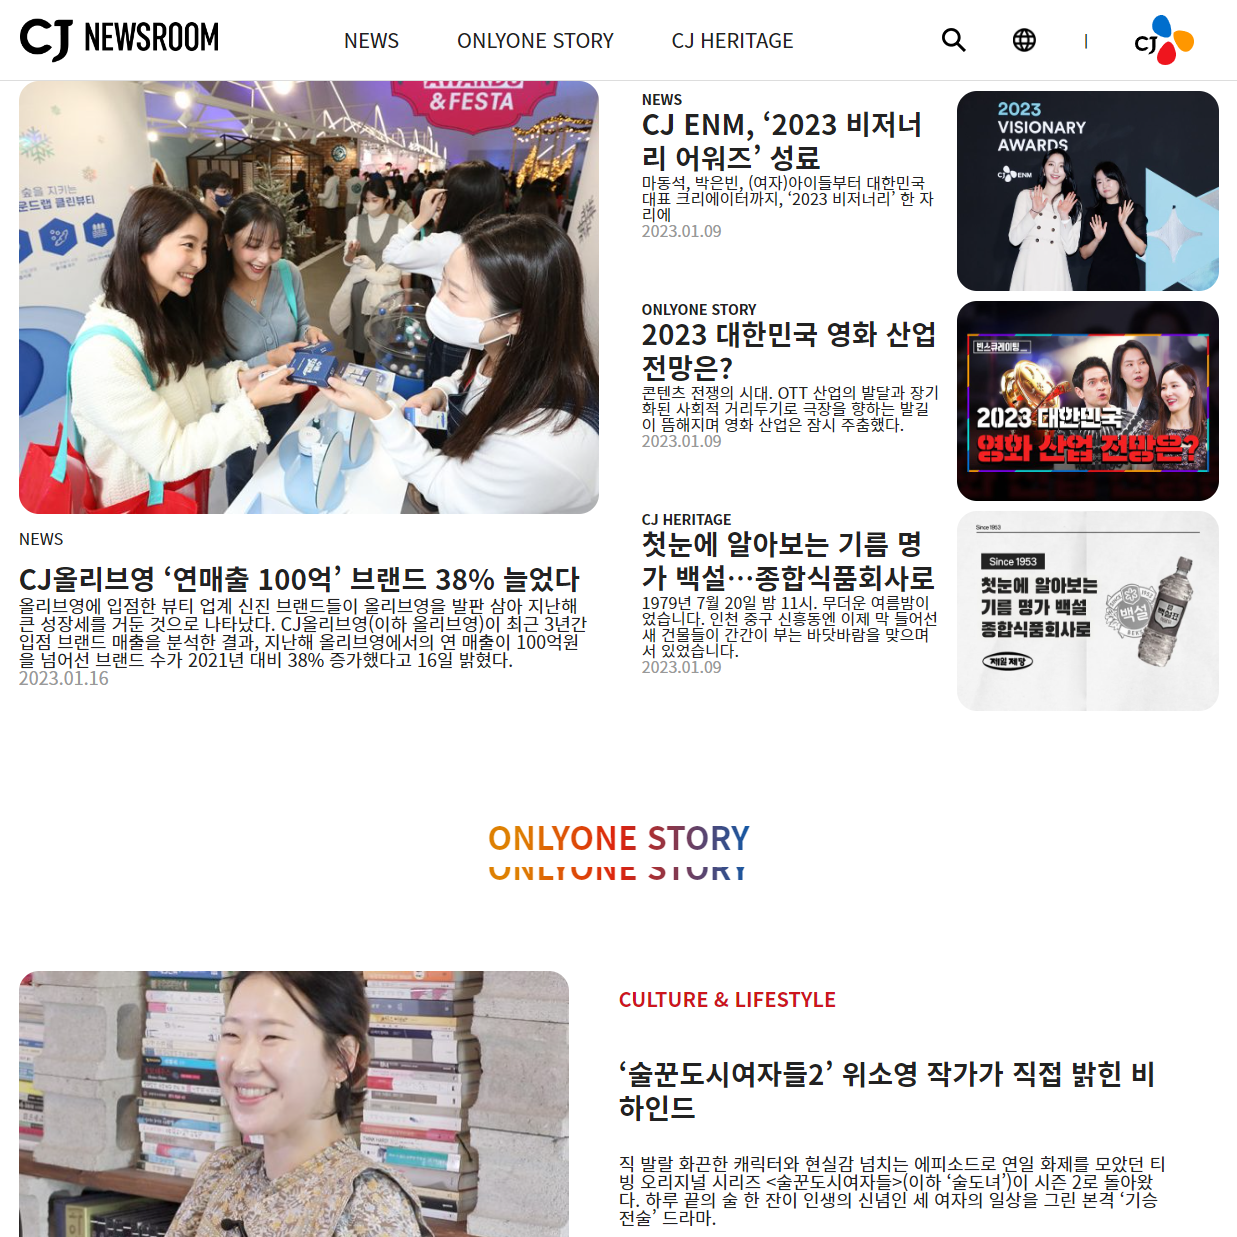 CJ NEWSROOM
NEWS
ONLYONE STORY
CJ HERITAGE
CJ
AWARDS
&FESTA
숲을 지키는
클린뷰티
NEWS
CJ올리브영 ‘연매출 100억’ 브랜드 38% 늘었다
올리브영에 입점한 뷰티 업계 신진 브랜드들이 올리브영을 발판 삼아 지난해
큰 성장세를 거둔 것으로 나타났다. CJ올리브영(이하 올리브영)이 최근 3년간
입점 브랜드 매출을 분석한 결과, 지난해 올리브영에서의 연 매출이 100억원
을 넘어선 브랜드 수가 2021년 대비 38% 증가했다고 16일 밝혔다.
2023.01.16
NEWS
CJ ENM, ‘2023 비저너
리 어워즈’ 성료
마동석, 박은빈, (여자)아이들부터 대한민국
대표 크리에이터까지, ‘2023 비저너리’ 한 자
리에
2023.01.09
2023
VISIONARY
AWARDS
CJ ENM
ONLYONE STORY
2023 대한민국 영화 산업
전망은?
콘텐츠 전쟁의 시대. OTT 산업의 발달과 장기
화된 사회적 거리두기로 극장을 향하는 발길
이 뜸해지며 영화 산업은 잠시 주춤했다.
2023.01.09
빈스큐레이팅
2023 대한민국
영화 산업 전망은?
CJ HERITAGE
첫눈에 알아보는 기름 명
가 백설…종합식품회사로
1979년 7월 20일 밤 11시. 무더운 여름밤이
었습니다. 인천 중구 신흥동엔 이제 막 들어선
새 건물들이 간간이 부는 바닷바람을 맞으며
서 있었습니다.
2023.01.09
Since 1953
Since 1953
첫눈에 알아보는
기름 명가 백설
종합식품회사로
제일제당
백설
ONLYONE STORY
ONLYONE STORY
CULTURE & LIFESTYLE
‘술꾼도시여자들2’ 위소영 작가가 직접 밝힌 비
하인드
직 발랄 화끈한 캐릭터와 현실감 넘치는 에피소드로 연일 화제를 모았던 티
빙 오리지널 시리즈 <술꾼도시여자들>(이하 ‘술도녀’)이 시즌 2로 돌아왔
다. 하루 끝의 술 한 잔이 인생의 신념인 세 여자의 일상을 그린 본격 ‘기승
전술’ 드라마.